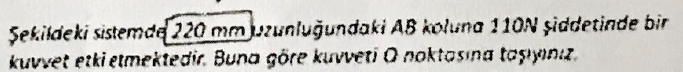 Şekildeki sistemde 220 mm uzunluğundaki AB koluna 110N şiddetinde bir
kuvvet etki etmektedir. Buna göre kuvveti O noktasına taşıyınız.